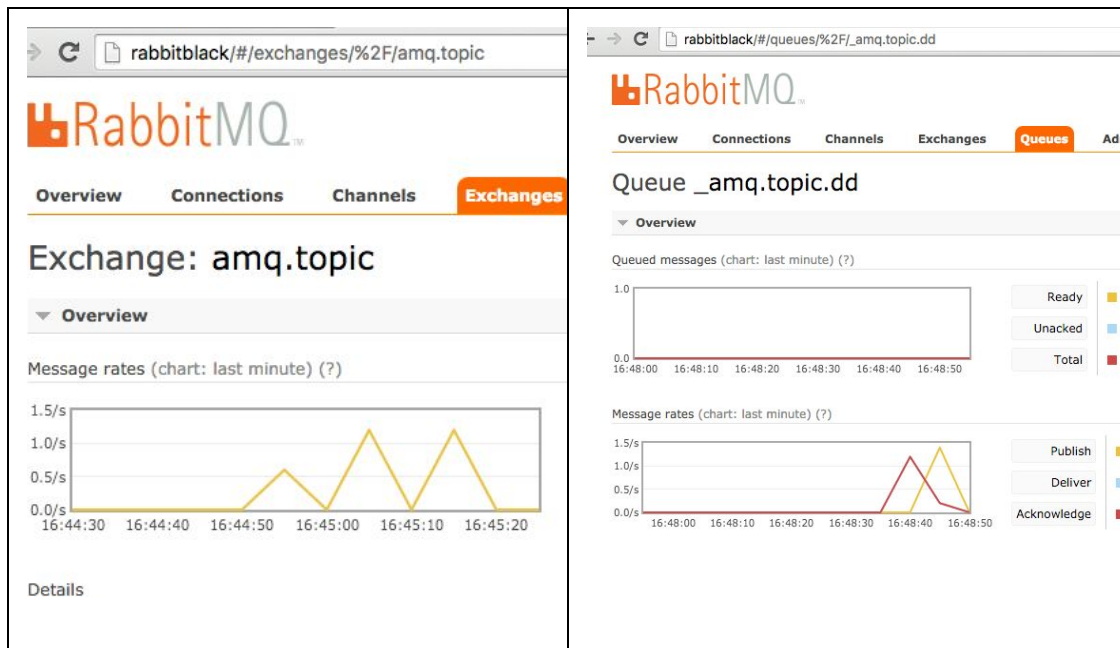 rabbitblack/#/exchanges/%2F/amq.topic
RabbitMQ
Overview Connections Channels Exchanges
Exchange: amq.topic
Overview
Message rates (chart: last minute) (?)
1.5/s
1.0/s
0.5/s
0.0/s
16:44:30 16:44:40 16:44:50 16:45:00 16:45:10 16:45:20
Details
rabbitblack/#/queues/%2F/_amq.topic.dd
RabbitMQ
Overview Connections Channels Exchanges Queues Ad
Queue _amq.topic.dd
Overview
Queued messages (chart: last minute) (?)
1.0
0.0
16:48:00 16:48:10 16:48:20 16:48:30 16:48:40 16:48:50
Ready
Unacked
Total
Message rates (chart: last minute) (?)
1.5/s
1.0/s
0.5/s
0.0/s
16:48:00 16:48:10 16:48:20 16:48:30 16:48:40 16:48:50
Publish
Deliver
Acknowledge